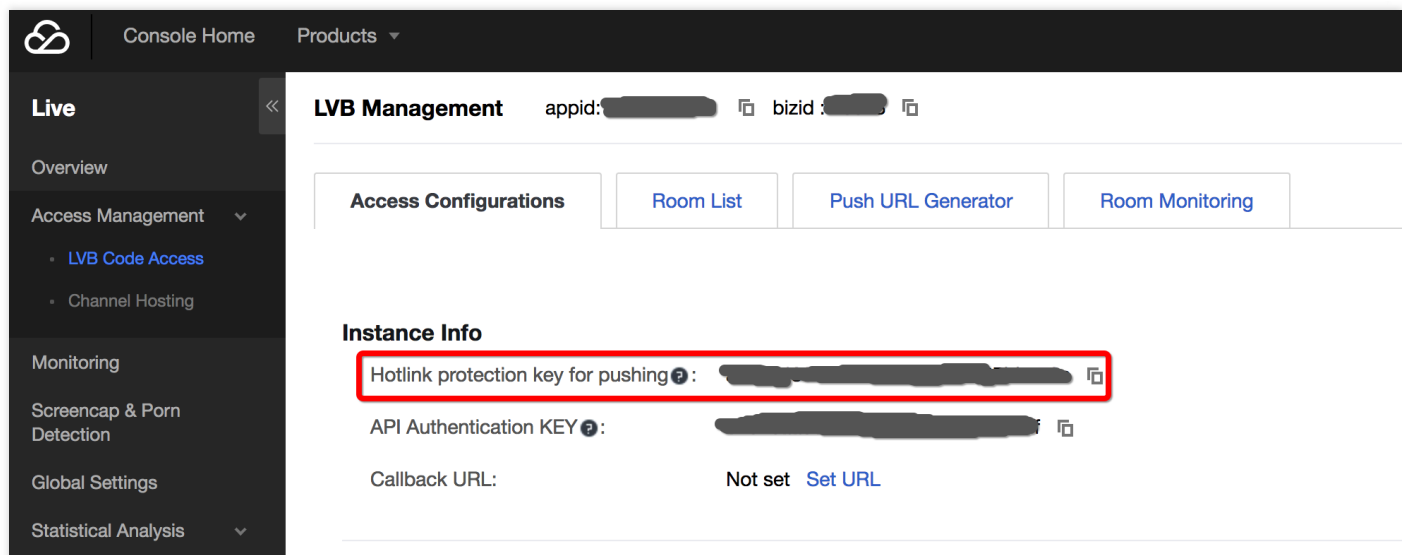 Console Home Products
Live
LVB Management appid: bizid :
Overview
Access Management
LVB Code Access
Channel Hosting
Monitoring
Screencap & Porn
Detection
Global Settings
Statistical Analysis
Access Configurations Room List Push URL Generator Room Monitoring
Instance Info
Hotlink protection key for pushing ? :
API Authentication KEY ? :
Callback URL: Not set Set URL